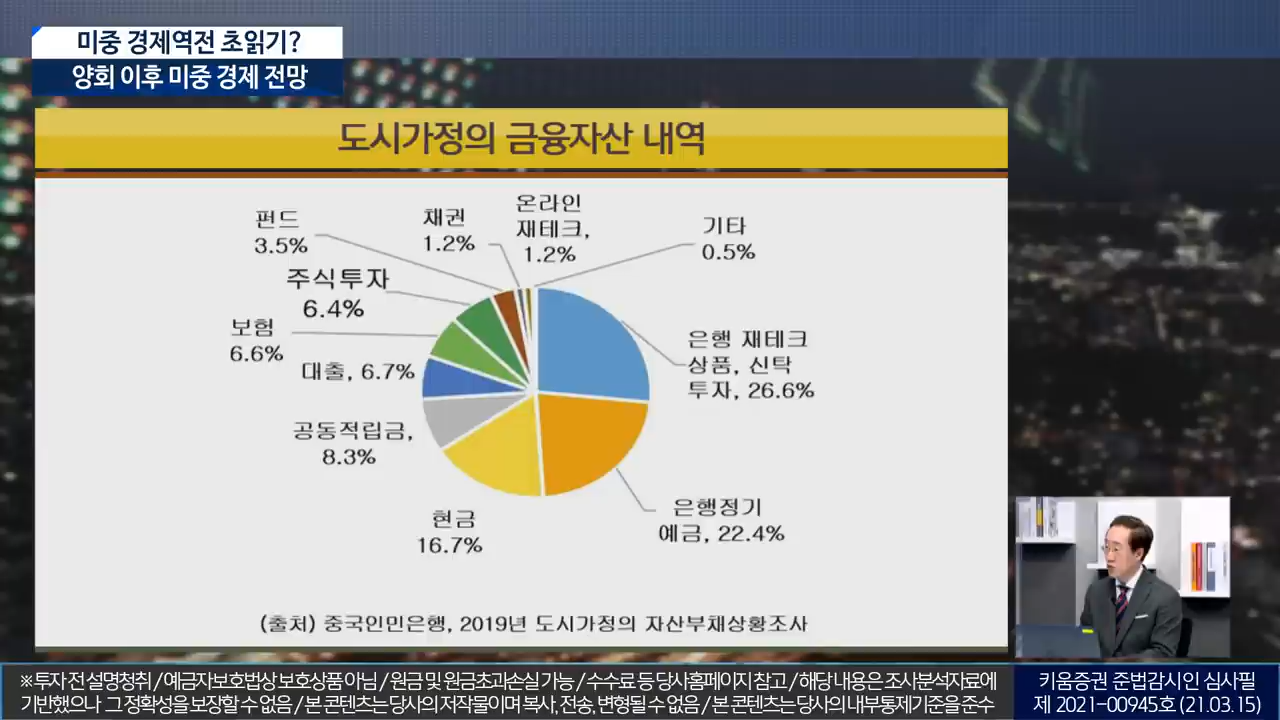 미중 경제역전 초읽기?
양회 이후 미중 경제 전망
도시가정의 금융자산 내역
펀드
3.5%
채권
1.2%
온라인
재테크,
1.2%
기타
0.5%
주식투자
6.4%
보험
6.6%
대출, 6.7%
공동적립금,
8.3%
현금
16.7%
은행 재테크
상품, 신탁
투자, 26.6%
은행정기
예금, 22.4%
(출처) 중국인민은행, 2019년 도시가정의 자산부채상황조사
※ 투자 전 설명청취 / 예금자보호법상 보호상품 아님 / 원금 및 원금초과손실 가능 / 수수료 등 당사홈페이지 참고 / 해당 내용은 조사분석자료에
기반했으나 그 정확성을 보장할 수 없음 / 본 콘텐츠는 당사의 저작물이며 복사, 전송, 변형될 수 없음 / 본 콘텐츠는 당사의 내부통제기준을 준수
키움증권 준법감시인 심사필
제 2021-00945호 (21.03.15)